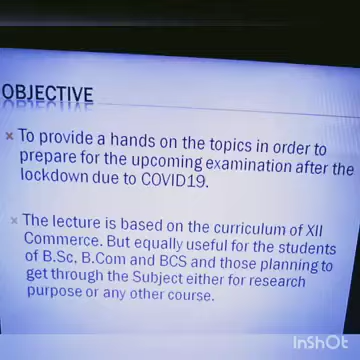 OBJECTIVE
× To provide a hands on the topics in order to
prepare for the upcoming examination after the
lockdown due to COVID19.
× The lecture is based on the curriculum of XII
Commerce. But equally useful for the students
of B.Sc, B.Com and BCS and those planning to
get through the Subject either for research
purpose or any other course.
InShOt